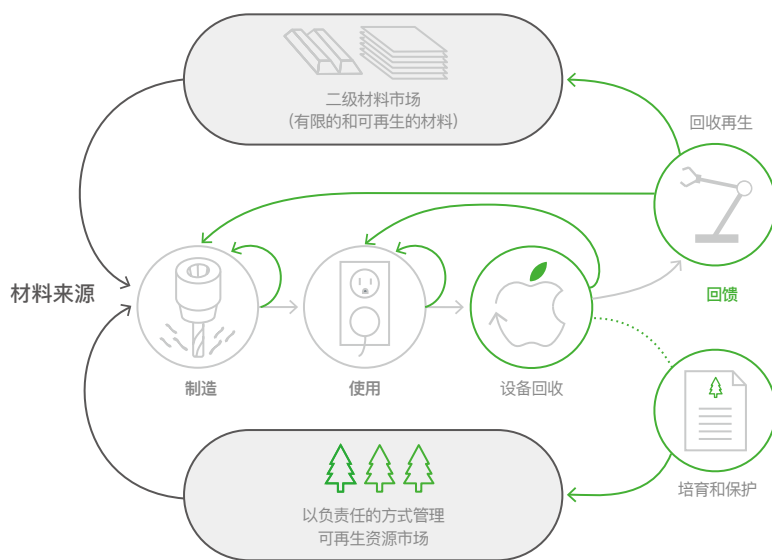 二级材料市场
(有限的和可再生的材料)
回收再生
材料来源
回馈
制造
使用
设备回收
培育和保护
以负责任的方式管理
可再生资源市场